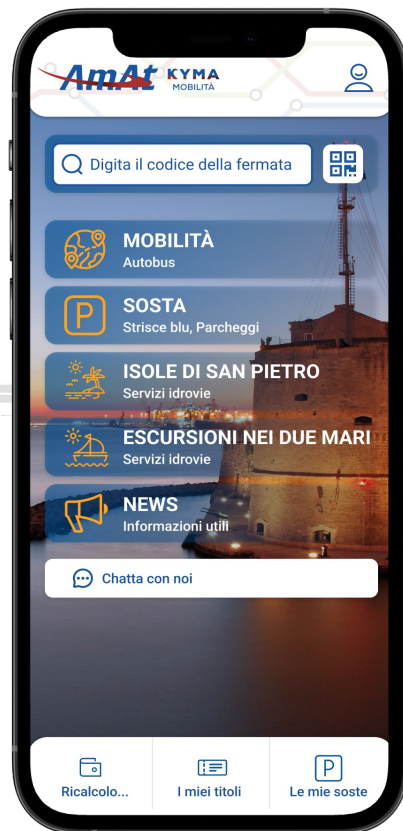 AmAt KYMA
MOBILITÀ
Digita il codice della fermata
MOBILITÀ
Autobus
P
SOSTA
Strisce blu, Parcheggi
ISOLE DI SAN PIETRO
Servizi idrovie
ESCURSIONI NEI DUE MARI
Servizi idrovie
NEWS
Informazioni utili
Chatta con noi
P
Ricalcolo... I miei titoli Le mie soste